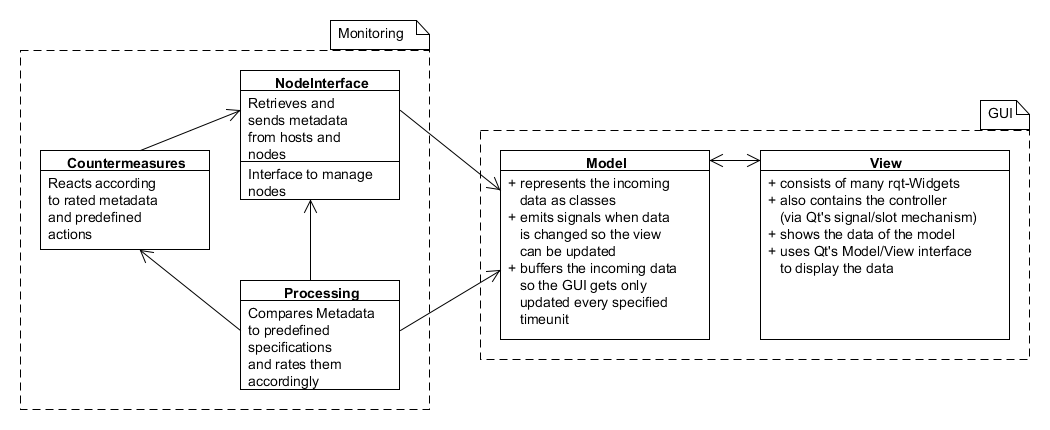 Monitoring
NodeInterface
Retrieves and
sends metadata
from hosts and
nodes
Interface to manage
nodes
Countermeasures
Reacts according
to rated metadata
and predefined
actions
Processing
Compares Metadata
to predefined
specifications
and rates them
accordingly
GUI
Model
+ represents the incoming
data as classes
+ emits signals when data
is changed so the view
can be updated
+ buffers the incoming data
so the GUI gets only
updated every specified
timeunit
View
+ consists of many rqt-Widgets
+ also contains the controller
(via Qt's signal/slot mechanism)
+ shows the data of the model
+ uses Qt's Model/View interface
to display the data